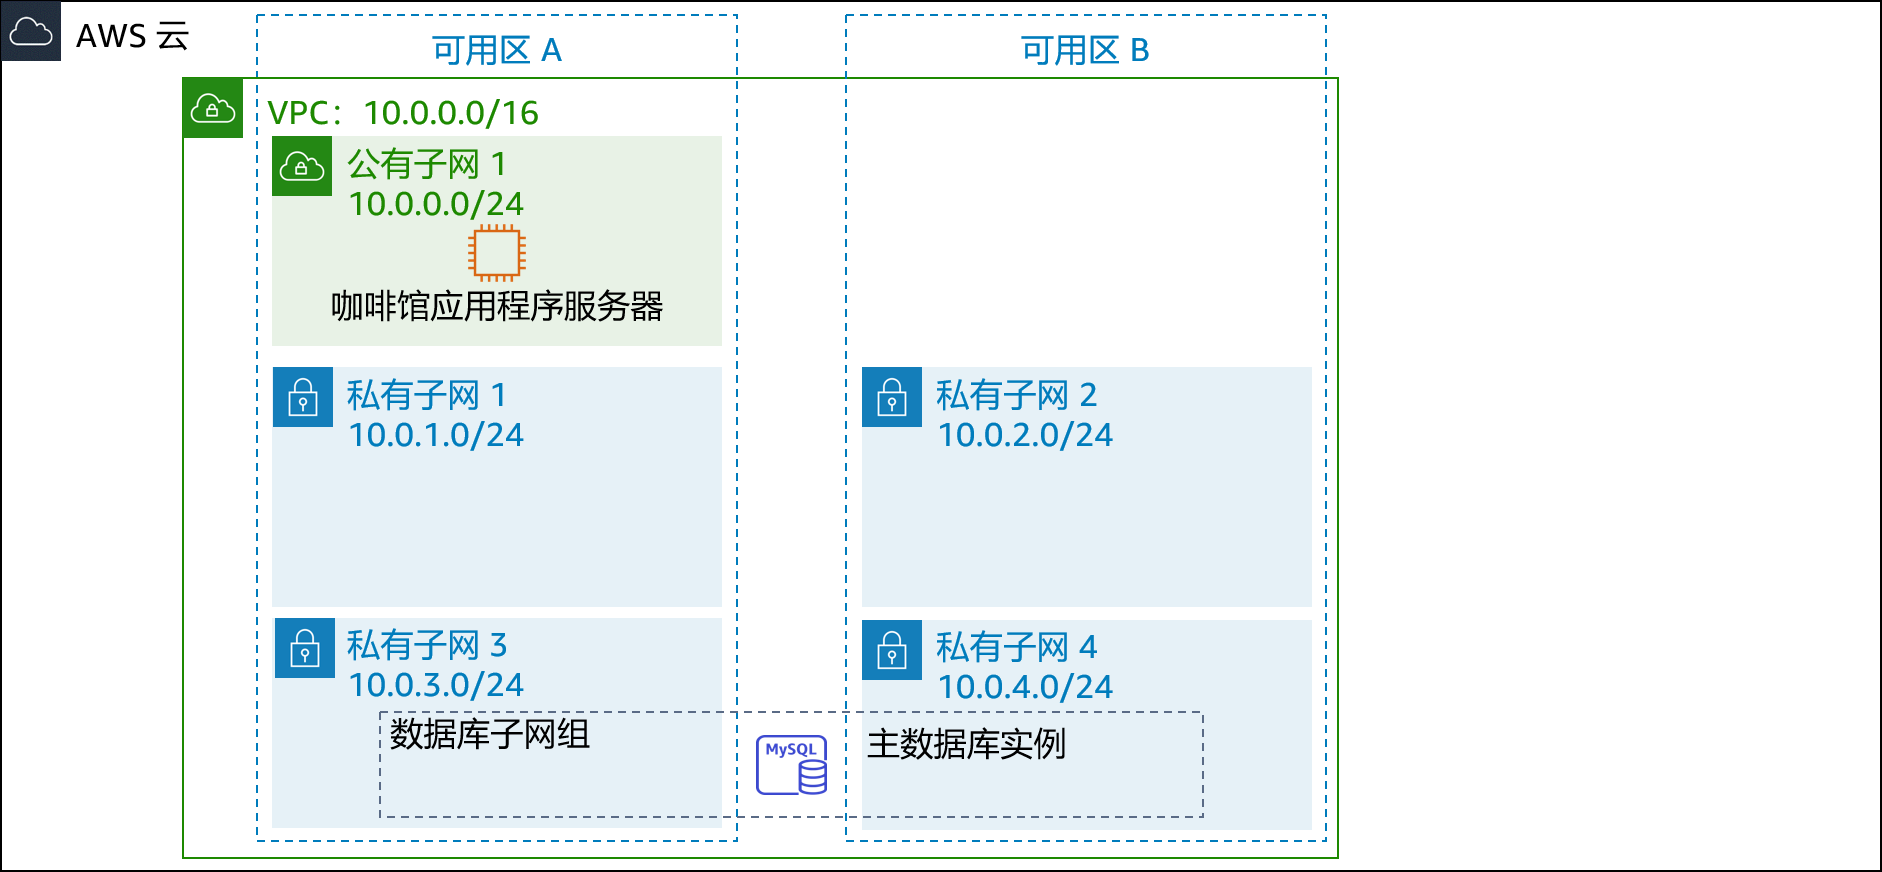 AWS 云
可用区 A
可用区 B
VPC：10.0.0.0/16
公有子网 1
10.0.0.0/24
咖啡馆应用程序服务器
私有子网 1
10.0.1.0/24
私有子网 2
10.0.2.0/24
私有子网 3
10.0.3.0/24
私有子网 4
10.0.4.0/24
数据库子网组
MySQL
主数据库实例